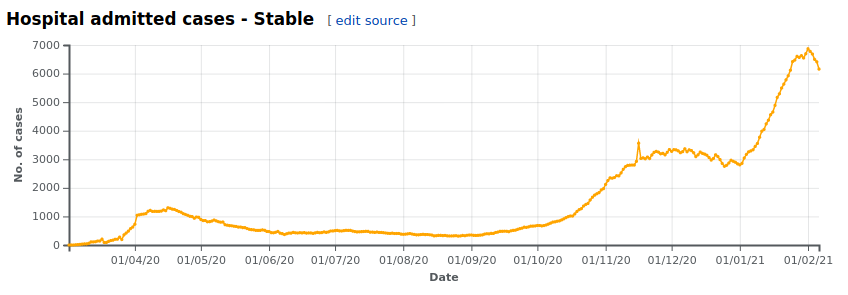 Hospital admitted cases - Stable [ edit source ]
7000
6000
5000
4000
3000
2000
1000
0
No. of cases
01/04/20 01/05/20 01/06/20 01/07/20 01/08/20 01/09/20 01/10/20 01/11/20 01/12/20 01/01/21 01/02/21
Date